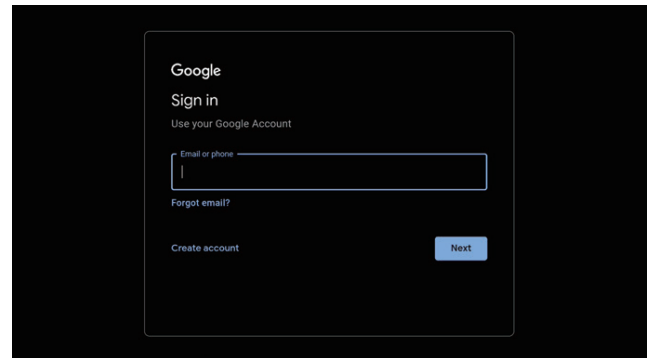 Google
Sign in
Use your Google Account
Email or phone
Forgot email?
Create account
Next